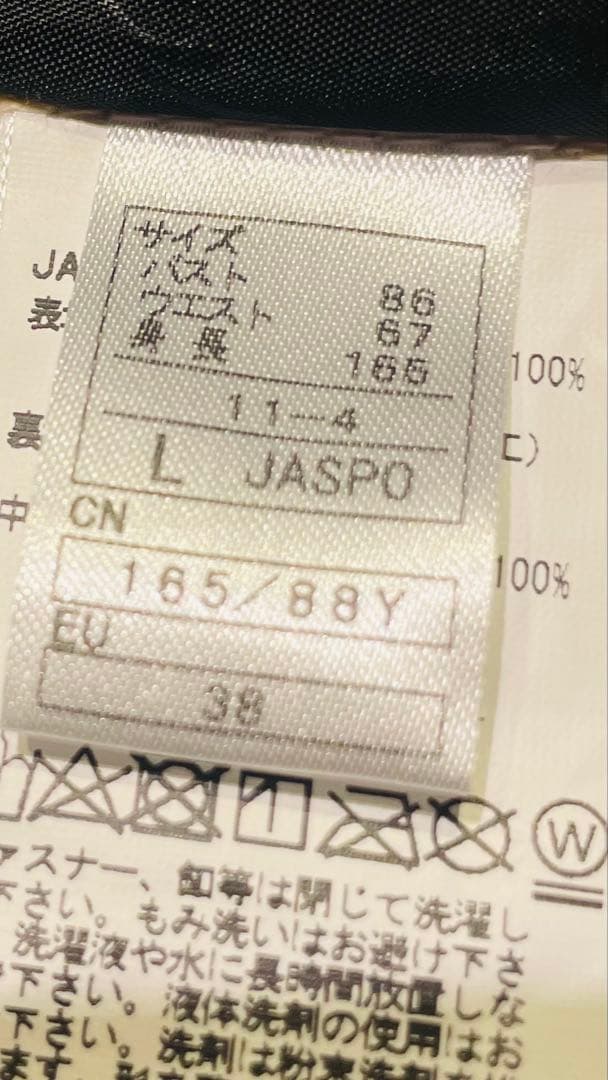 サイズ
バスト 86
ウエスト 67
身長 165
11-4
L JASPO
CN
165/88Y
EU
38
JA
表
100%
裏
エ)
中
100%
W
ァスナー、釦等は閉じて洗濯し
下さい。もみ洗いはお避け下さ
洗濯液や水に長時間放置しな
下さい。液体洗剤の使用はお
下さい。洗剤は粉末洗剤